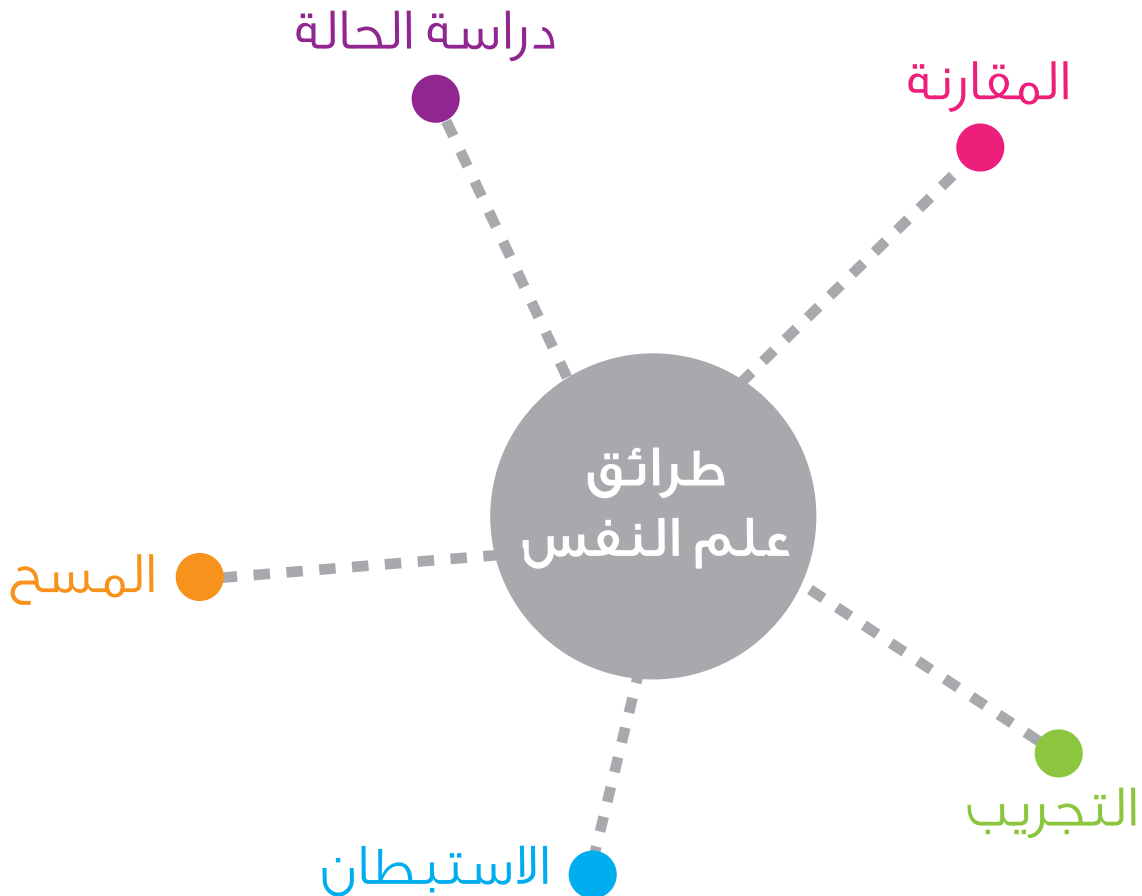 دراسة الحالة
المقارنة
طرائق
علم النفس
المسح
التجريب
الاستبطان